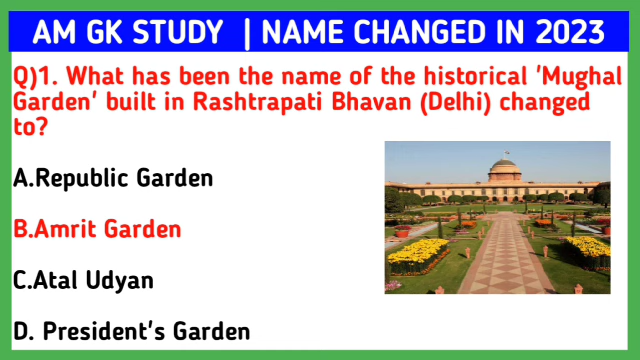 AM GK STUDY | NAME CHANGED IN 2023
Q)1. What has been the name of the historical 'Mughal
Garden' built in Rashtrapati Bhavan (Delhi) changed
to?
A.Republic Garden
B.Amrit Garden
C.Atal Udyan
D. President's Garden